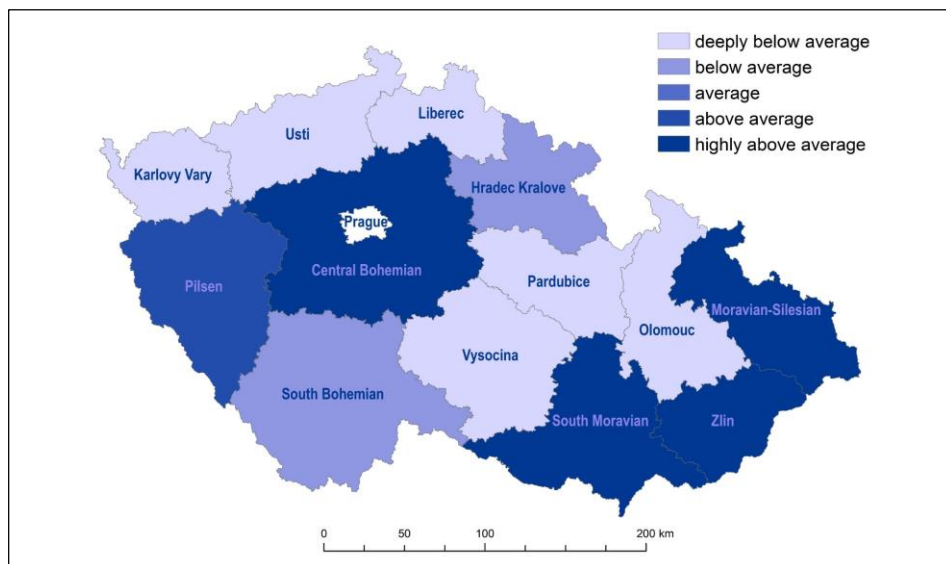 deeply below average
below average
average
above average
highly above average
Liberec
Usti
Karlovy Vary
Hradec Kralove
Prague
Central Bohemian
Pilsen
Pardubice
Moravian-Silesian
Olomouc
Vysocina
South Bohemian
South Moravian
Zlin
0 50 100 200 km